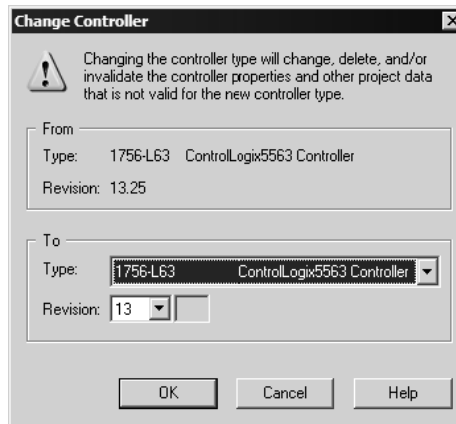 Change Controller
Changing the controller type will change, delete, and/or
invalidate the controller properties and other project data
that is not valid for the new controller type.
From
Type: 1756-L63 ControlLogix5563 Controller
Revision: 13.25
To
Type: 1756-L63 ControlLogix5563 Controller
Revision: 13
OK Cancel Help